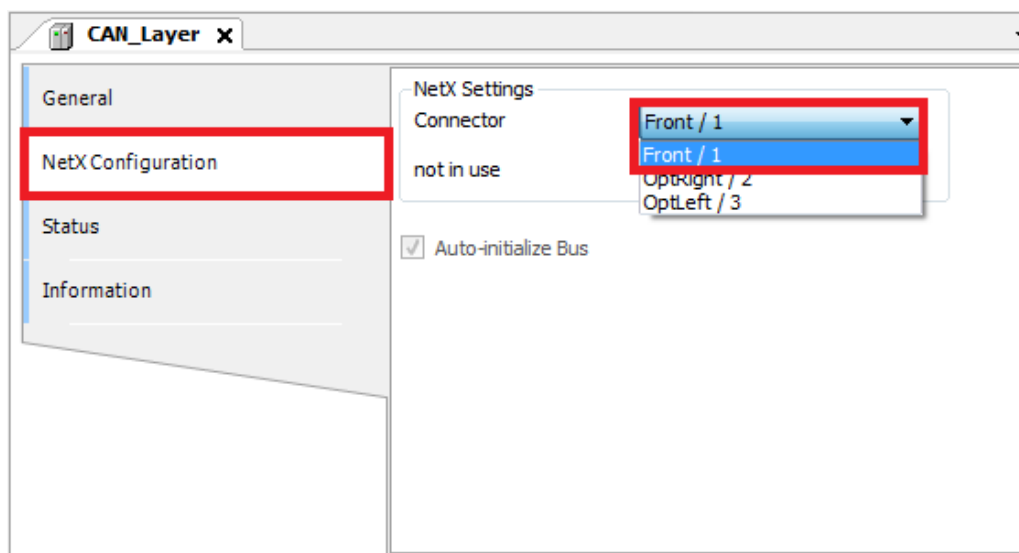 CAN_Layer x
General
NetX Configuration
Status
Information
NetX Settings
Connector
Front / 1
Front / 1
not in use
OptRight / 2
OptLeft / 3
Auto-initialize Bus